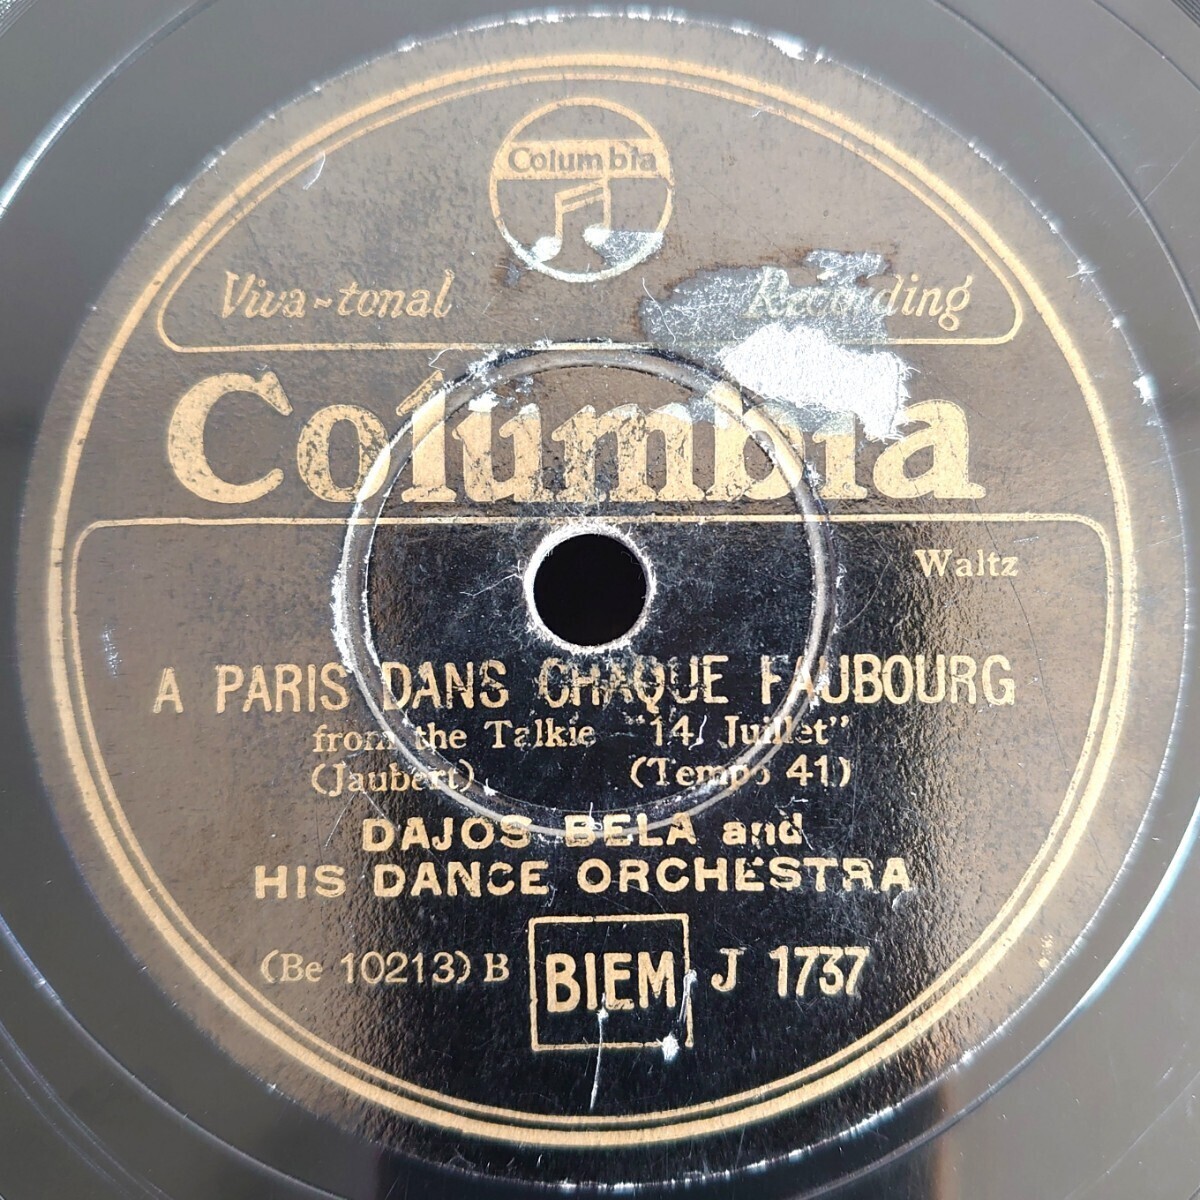 Columbia
Viva-tonal Recording
Columbia
Waltz
A PARIS DANS CHAQUE FAUBOURG
from the Talkie "14 Juillet"
(Jaubert) (Tempo 41)
DAJOS BELA and
HIS DANCE ORCHESTRA
(Be 10213) B BIEM J 1737